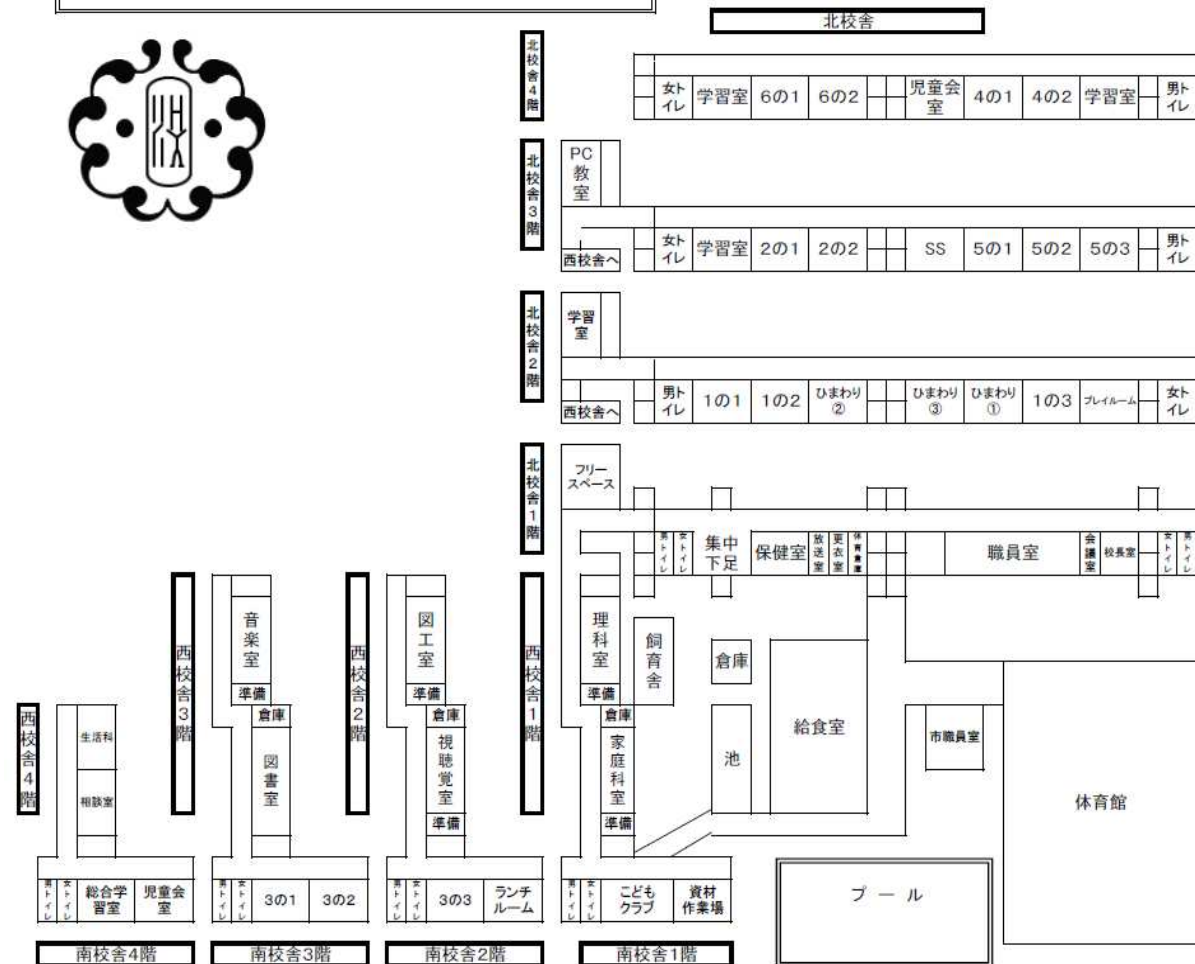 北校舎
北校舎4階
女ト
イレ
学習室
6の1
6の2
児童会
室
4の1
4の2
学習室
男ト
イレ
北校舎3階
PC
教
室
西校舎へ
女ト
イレ
学習室
2の1
2の2
SS
5の1
5の2
5の3
男ト
イレ
北校舎2階
学習
室
西校舎へ
男ト
イレ
1の1
1の2
ひまわり
②
ひまわり
③
ひまわり
①
1の3
プレイルーム
女ト
イレ
北校舎1階
フリー
スペース
男トイレ
女トイレ
集中
下足
保健室
放送室
更衣室
体育倉庫
職員室
会議室
校長室
女トイレ
男トイレ
西校舎4階
生活科
相談室
西校舎3階
音楽室
準備
倉庫
図書室
西校舎2階
図工室
準備
倉庫
視聴覚室
準備
西校舎1階
理科室
準備
倉庫
家庭科室
準備
飼育舎
倉庫
池
給食室
市職員室
体育館
プール
男トイレ
女トイレ
総合学
習室
児童会
室
男トイレ
女トイレ
3の1
3の2
男トイレ
女トイレ
3の3
ランチ
ルーム
男トイレ
女トイレ
こども
クラブ
資材
作業場
南校舎4階
南校舎3階
南校舎2階
南校舎1階